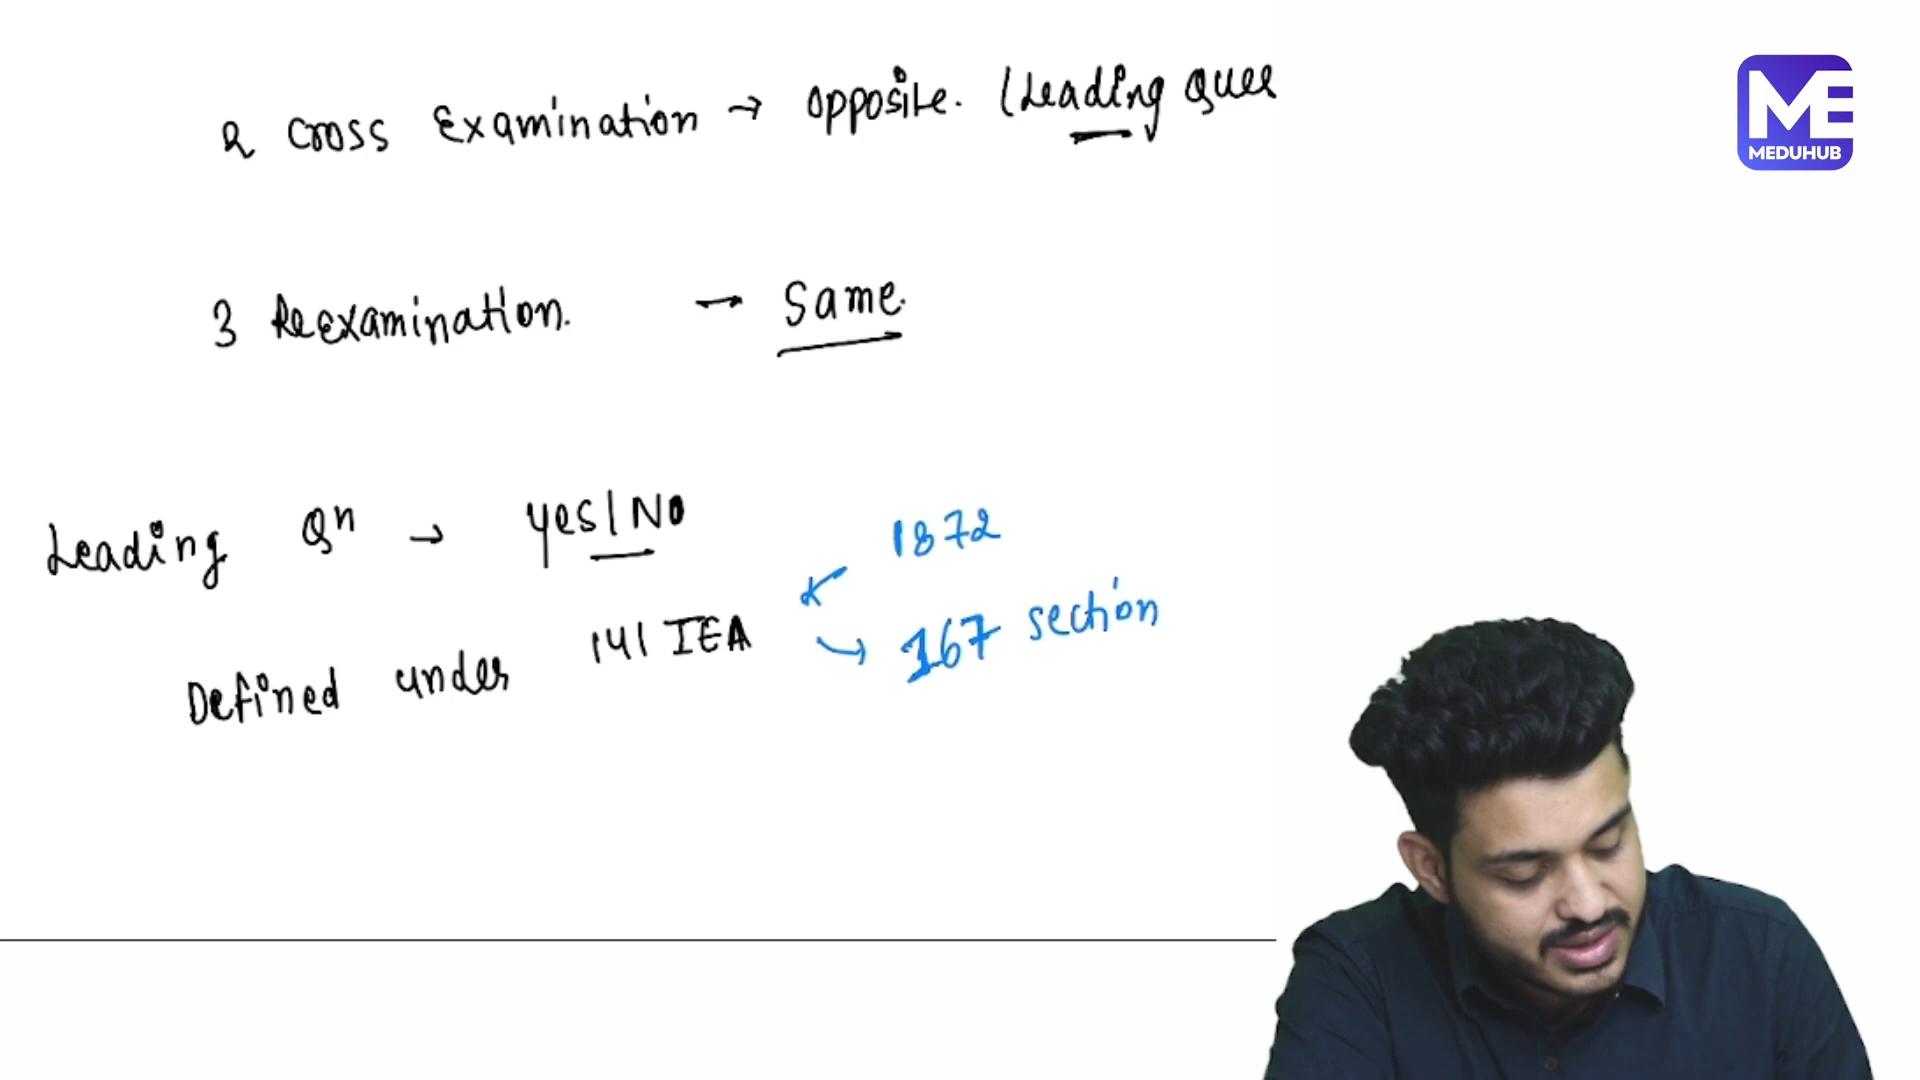 2 Cross Examination → Opposite. (Leading Ques
ME
MEDUHUB
3 Reexamination. — Same.
Leading Qn → Yes/No
1872
Defined under 141 IEA → 167 section